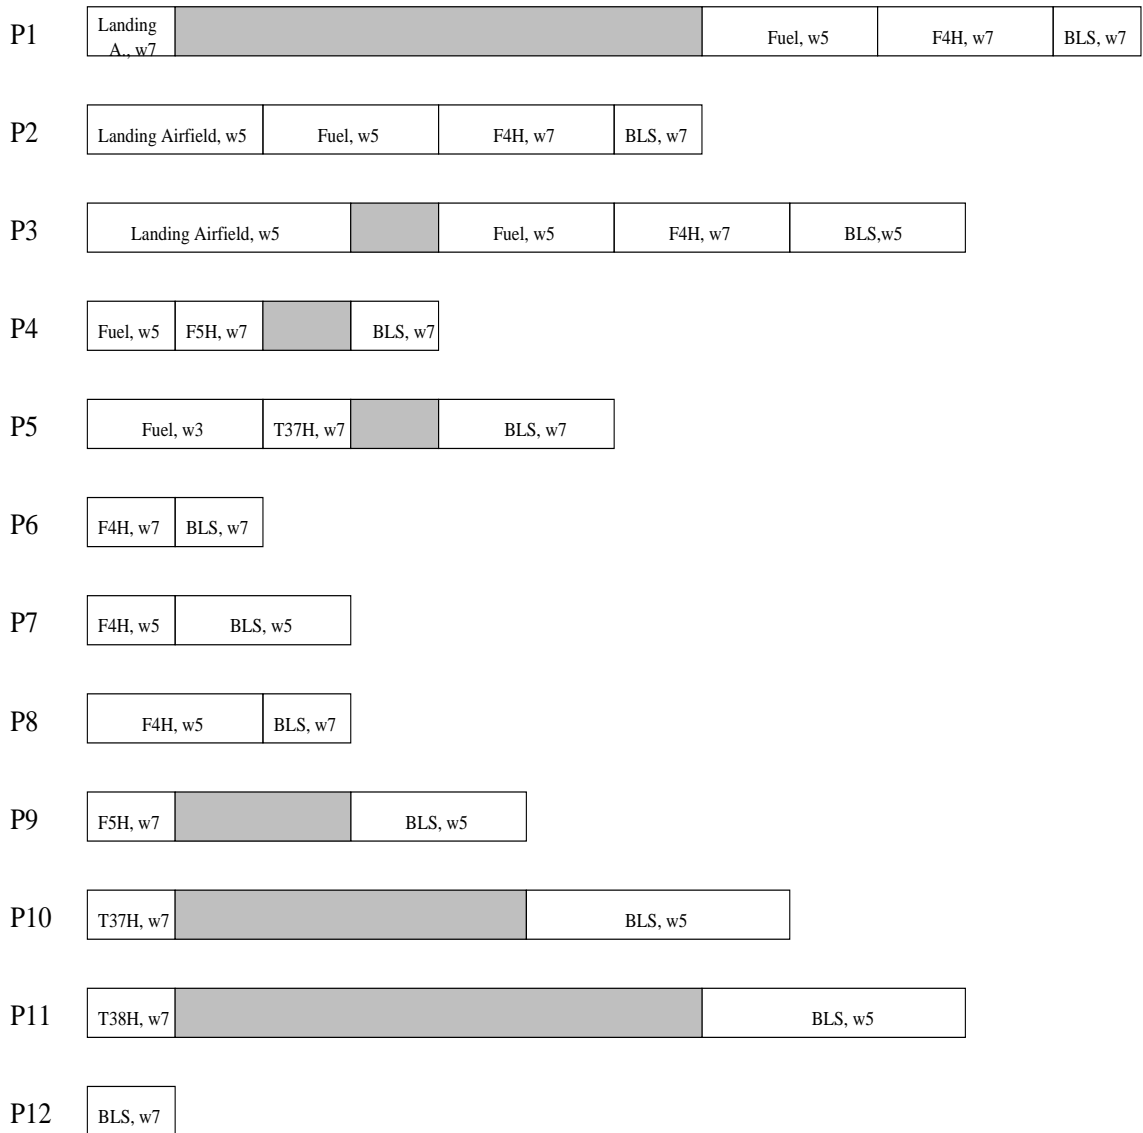 P1
Landing
A., w7
Fuel, w5
F4H, w7
BLS, w7
P2
Landing Airfield, w5
Fuel, w5
F4H, w7
BLS, w7
P3
Landing Airfield, w5
Fuel, w5
F4H, w7
BLS,w5
P4
Fuel, w5
F5H, w7
BLS, w7
P5
Fuel, w3
T37H, w7
BLS, w7
P6
F4H, w7
BLS, w7
P7
F4H, w5
BLS, w5
P8
F4H, w5
BLS, w7
P9
F5H, w7
BLS, w5
P10
T37H, w7
BLS, w5
P11
T38H, w7
BLS, w5
P12
BLS, w7